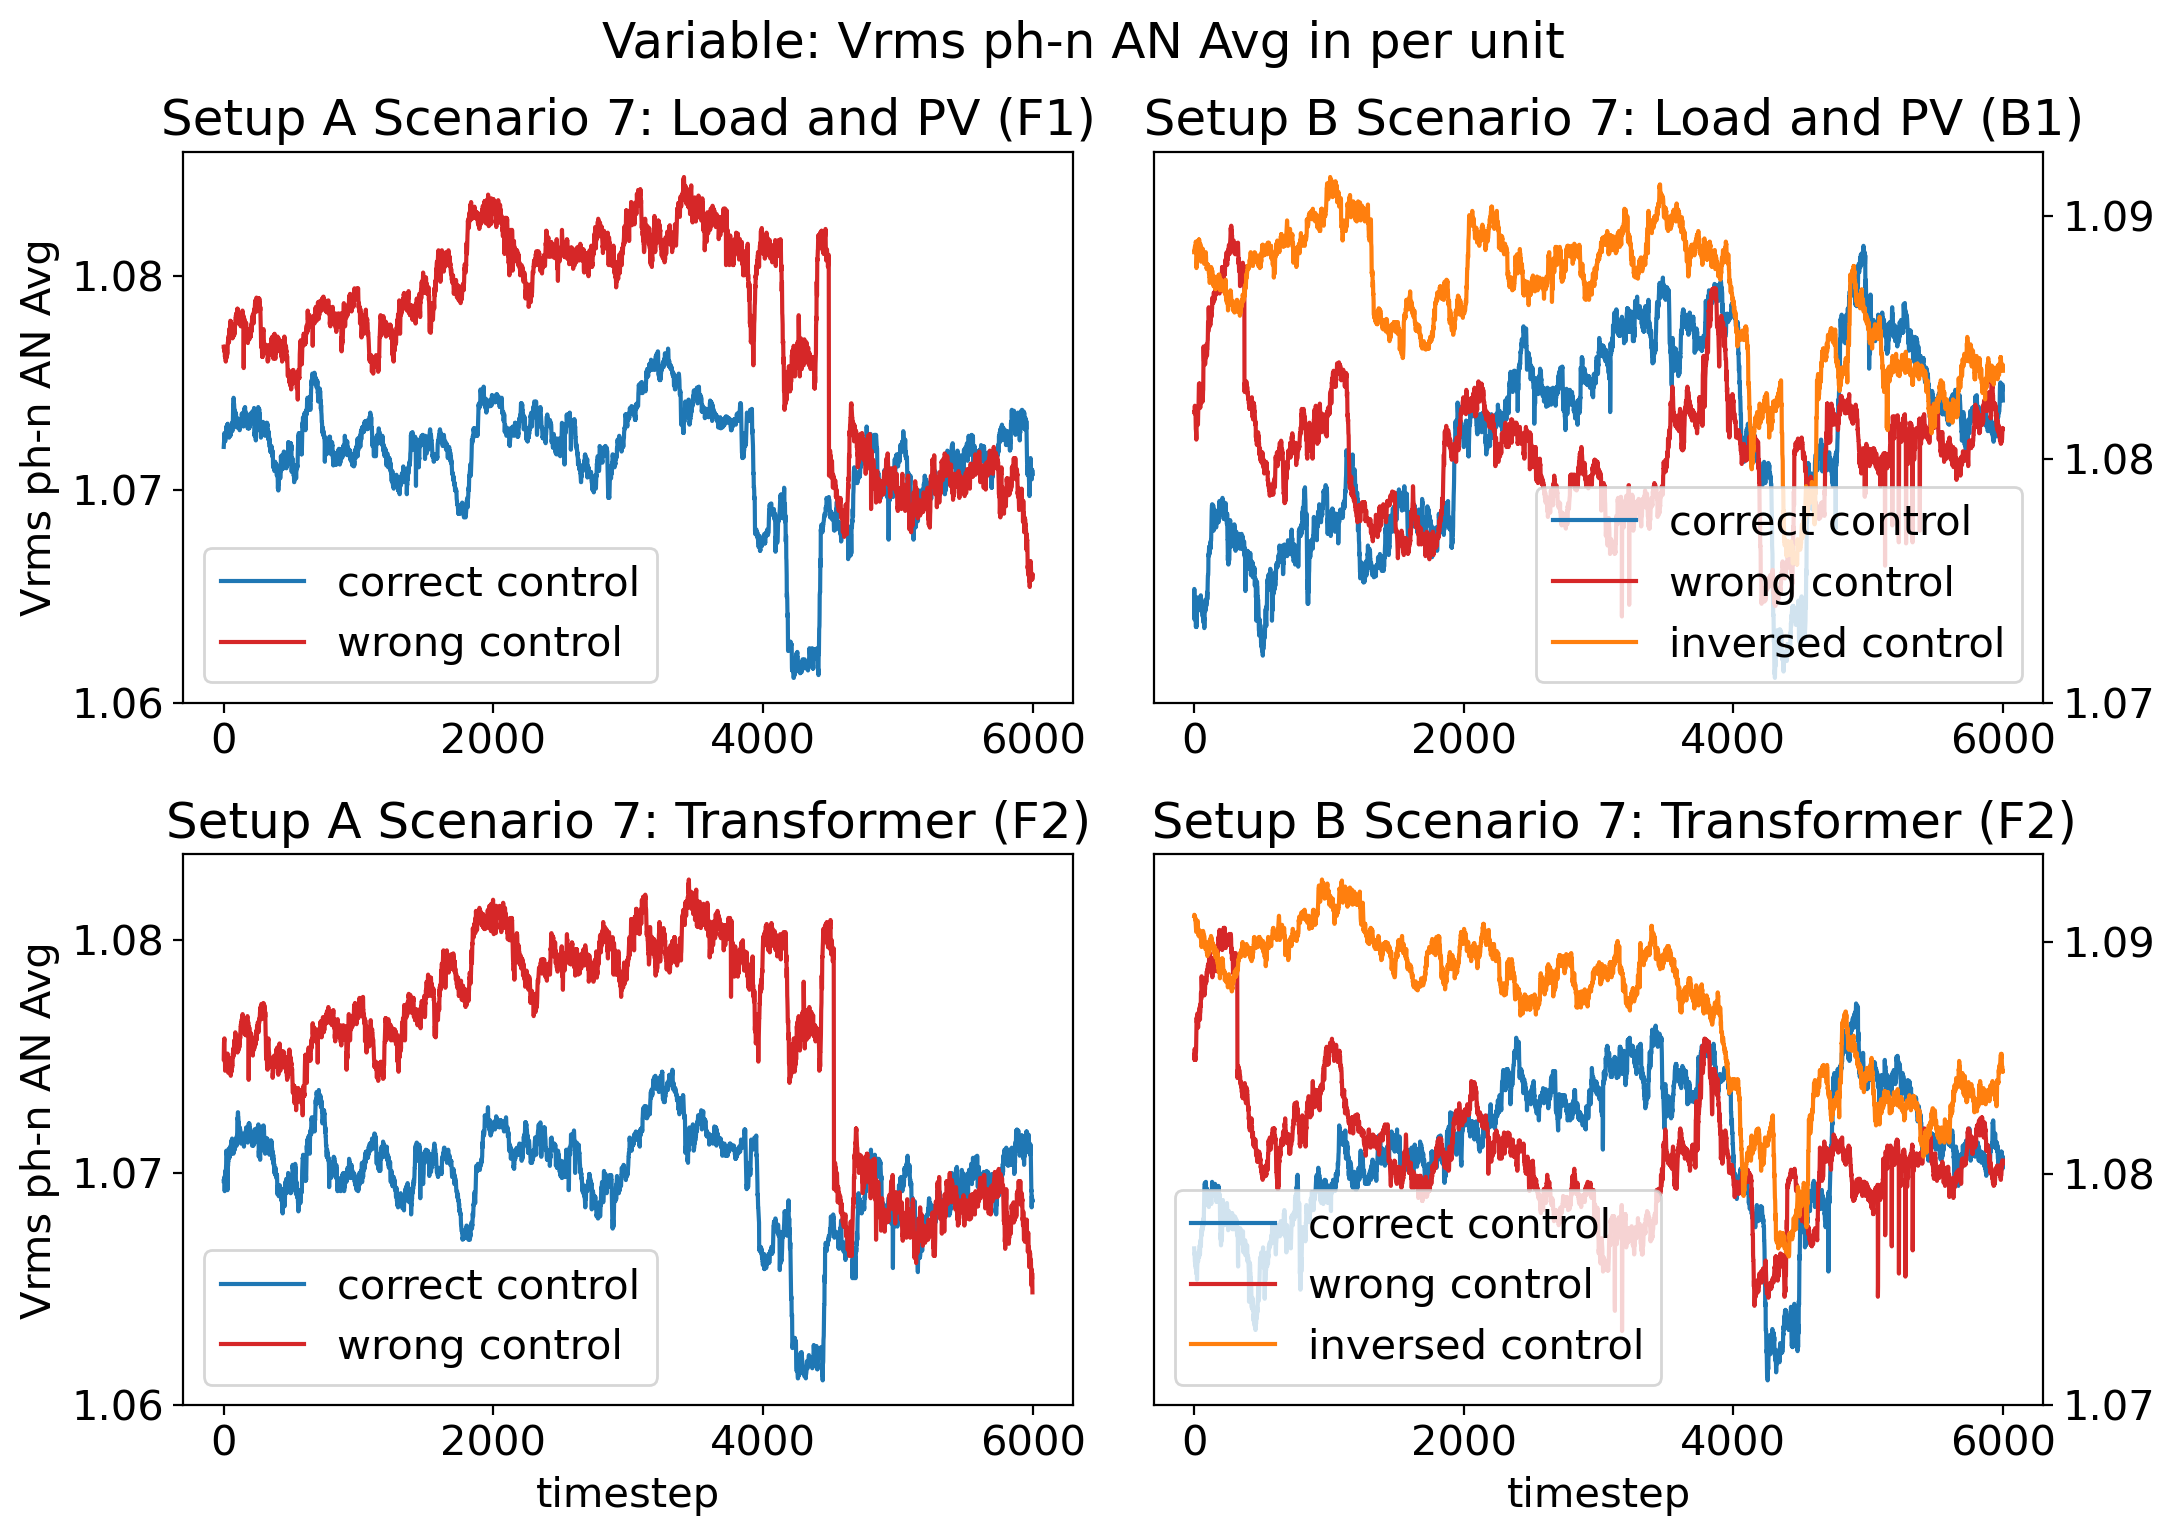 Variable: Vrms ph-n AN Avg in per unit
Setup A Scenario 7: Load and PV (F1)
Vrms ph-n AN Avg
1.08
1.07
1.06
correct control
wrong control
0 2000 4000 6000
Setup B Scenario 7: Load and PV (B1)
1.09
1.08
1.07
correct control
wrong control
inversed control
0 2000 4000 6000
Setup A Scenario 7: Transformer (F2)
Vrms ph-n AN Avg
1.08
1.07
1.06
correct control
wrong control
0 2000 4000 6000
timestep
Setup B Scenario 7: Transformer (F2)
1.09
1.08
1.07
correct control
wrong control
inversed control
0 2000 4000 6000
timestep